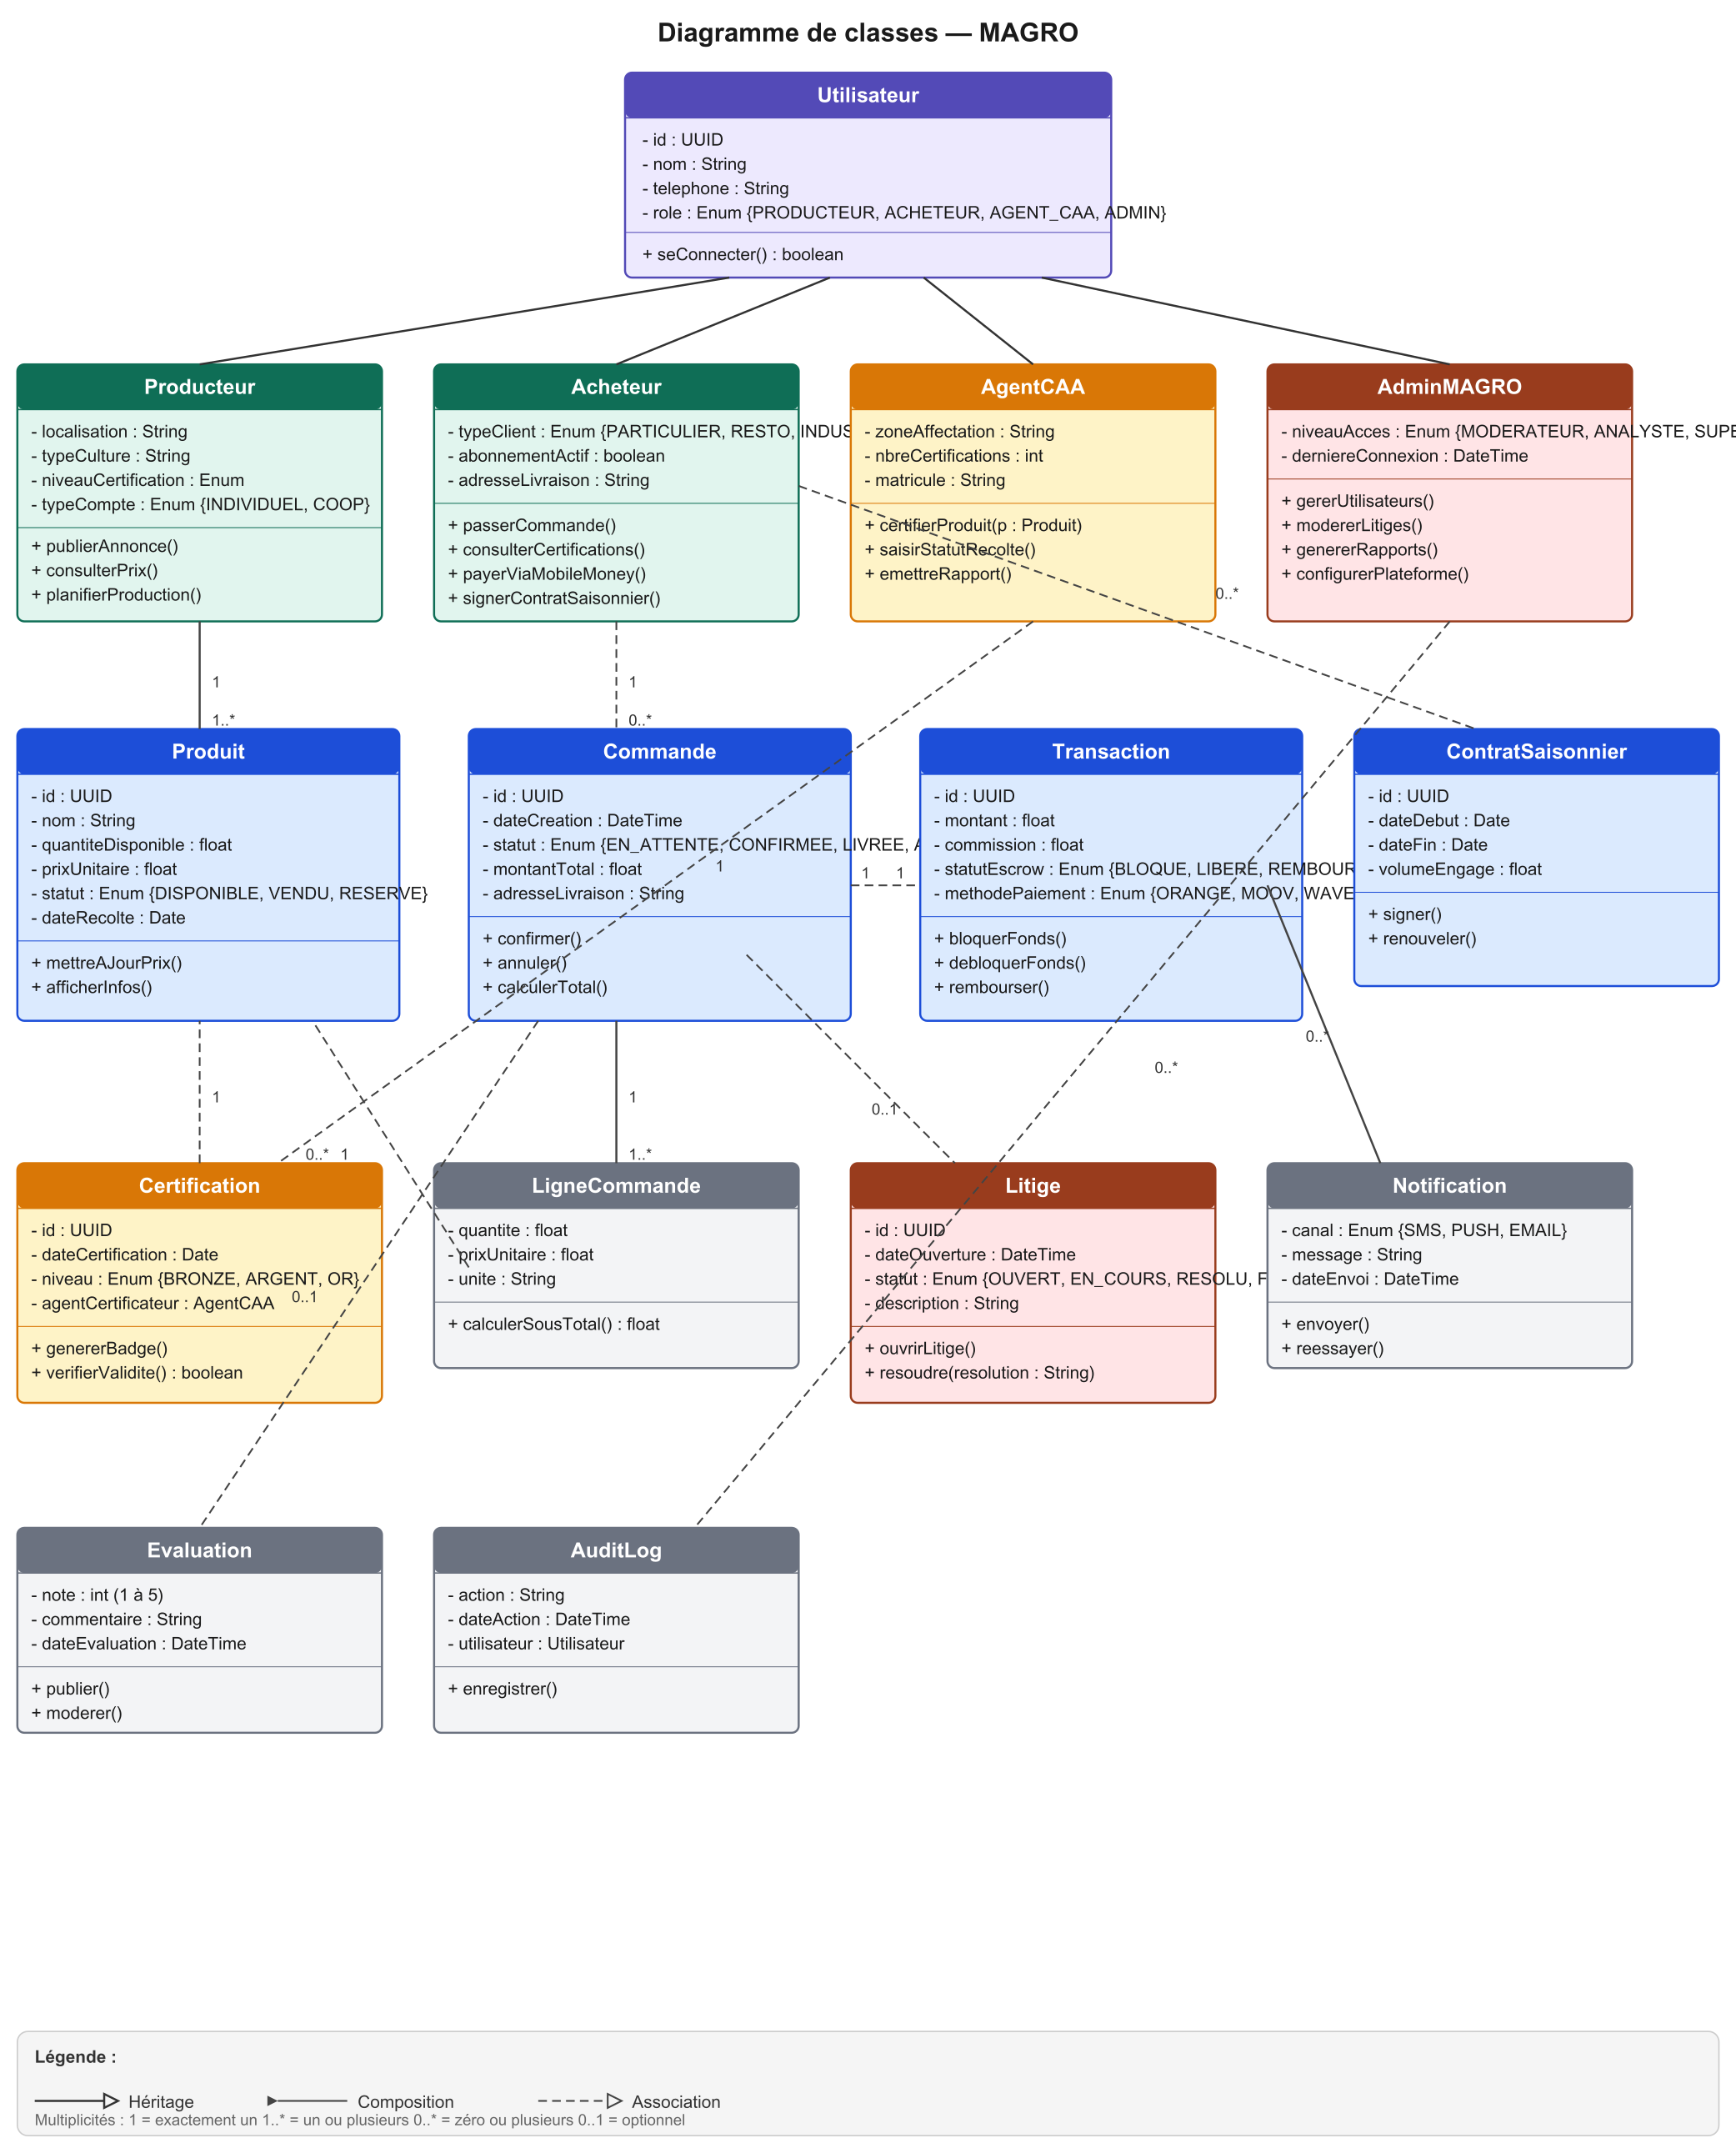 Diagramme de classes — MAGRO
Utilisateur
- id : UUID
- nom : String
- telephone : String
- role : Enum {PRODUCTEUR, ACHETEUR, AGENT_CAA, ADMIN}
+ seConnecter() : boolean
Producteur
- localisation : String
- typeCulture : String
- niveauCertification : Enum
- typeCompte : Enum {INDIVIDUEL, COOP}
+ publierAnnonce()
+ consulterPrix()
+ planifierProduction()
Acheteur
- typeClient : Enum {PARTICULIER, RESTO, INDUS
- abonnementActif : boolean
- adresseLivraison : String
+ passerCommande()
+ consulterCertifications()
+ payerViaMobileMoney()
+ signerContratSaisonnier()
AgentCAA
- zoneAffectation : String
- nbreCertifications : int
- matricule : String
+ certifierProduit(p : Produit)
+ saisirStatutRecolte()
+ emettreRapport()
AdminMAGRO
- niveauAcces : Enum {MODERATEUR, ANALYSTE, SUPE
- derniereConnexion : DateTime
+ gererUtilisateurs()
+ modererLitiges()
+ genererRapports()
+ configurerPlateforme()
0..*
1
1..*
1
0..*
Produit
- id : UUID
- nom : String
- quantiteDisponible : float
- prixUnitaire : float
- statut : Enum {DISPONIBLE, VENDU, RESERVE}
- dateRecolte : Date
+ mettreAJourPrix()
+ afficherInfos()
Commande
- id : UUID
- dateCreation : DateTime
- statut : Enum {EN_ATTENTE, CONFIRMEE, LIVREE, A
- montantTotal : float
- adresseLivraison : String
+ confirmer()
+ annuler()
+ calculerTotal()
1
1
1
Transaction
- id : UUID
- montant : float
- commission : float
- statutEscrow : Enum {BLOQUE, LIBERE, REMBOUR
- methodePaiement : Enum {ORANGE, MOOV, WAVE
+ bloquerFonds()
+ debloquerFonds()
+ rembourser()
ContratSaisonnier
- id : UUID
- dateDebut : Date
- dateFin : Date
- volumeEngage : float
+ signer()
+ renouveler()
0..*
0..*
1
1
0..1
0..*
1
1..*
Certification
- id : UUID
- dateCertification : Date
- niveau : Enum {BRONZE, ARGENT, OR}
- agentCertificateur : AgentCAA
0..1
+ genererBadge()
+ verifierValidite() : boolean
LigneCommande
- quantite : float
- prixUnitaire : float
- unite : String
+ calculerSousTotal() : float
Litige
- id : UUID
- dateOuverture : DateTime
- statut : Enum {OUVERT, EN_COURS, RESOLU, F
- description : String
+ ouvrirLitige()
+ resoudre(resolution : String)
Notification
- canal : Enum {SMS, PUSH, EMAIL}
- message : String
- dateEnvoi : DateTime
+ envoyer()
+ reessayer()
Evaluation
- note : int (1 à 5)
- commentaire : String
- dateEvaluation : DateTime
+ publier()
+ moderer()
AuditLog
- action : String
- dateAction : DateTime
- utilisateur : Utilisateur
+ enregistrer()
Légende :
Héritage
Composition
Association
Multiplicités : 1 = exactement un 1..* = un ou plusieurs 0..* = zéro ou plusieurs 0..1 = optionnel